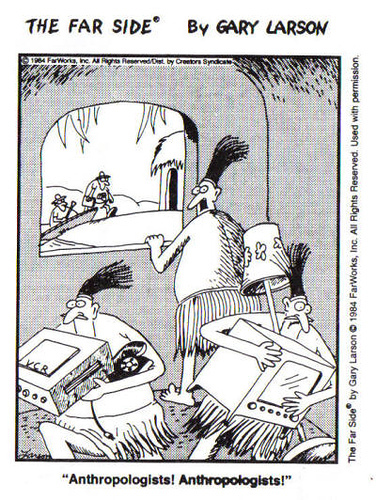 THE FAR SIDE® By GARY LARSON
© 1984 FarWorks, Inc. All Rights Reserved/Dist. by Creators Syndicate
VCR
Larson
"Anthropologists! Anthropologists!"
The Far Side® by Gary Larson © 1984 FarWorks, Inc. All Rights Reserved. Used with permission.